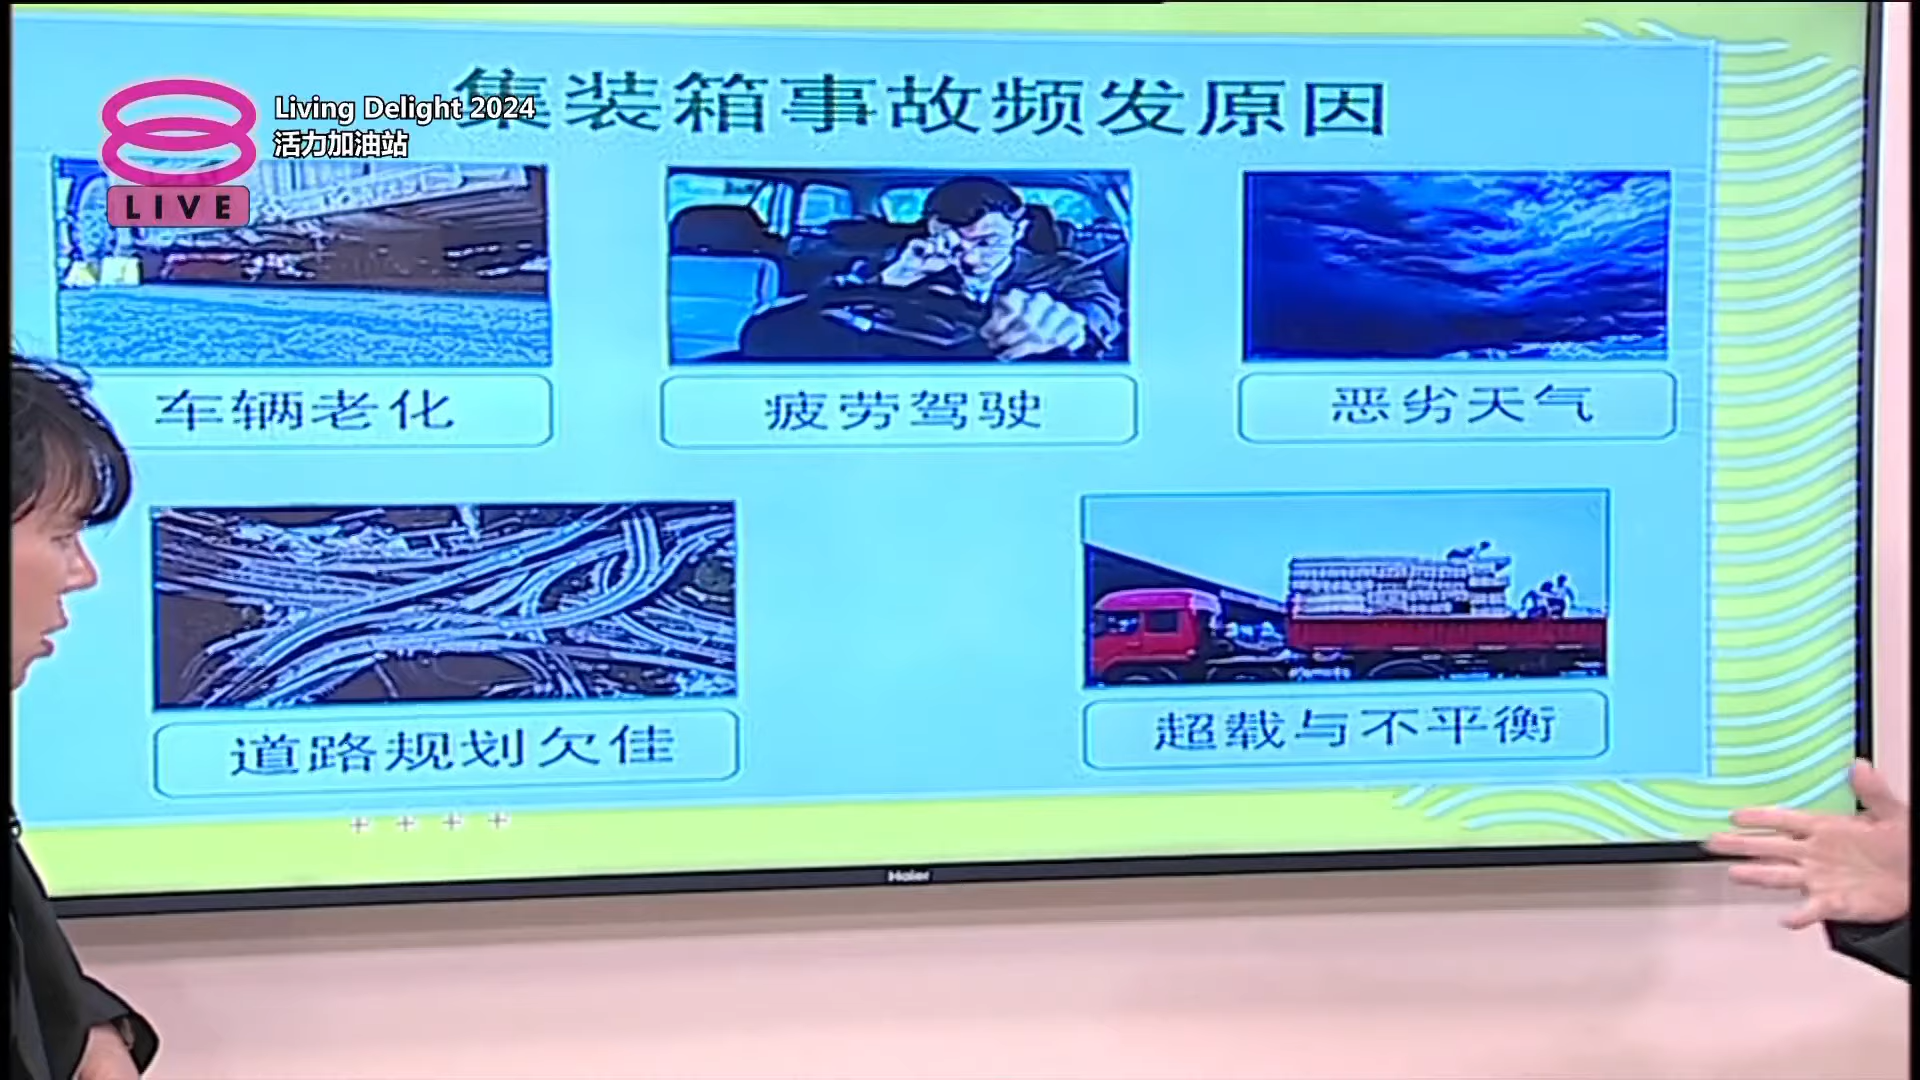 Living Delight 2024
活力加油站
LIVE
集装箱事故频发原因
车辆老化
疲劳驾驶
恶劣天气
道路规划欠佳
超载与不平衡
Haier